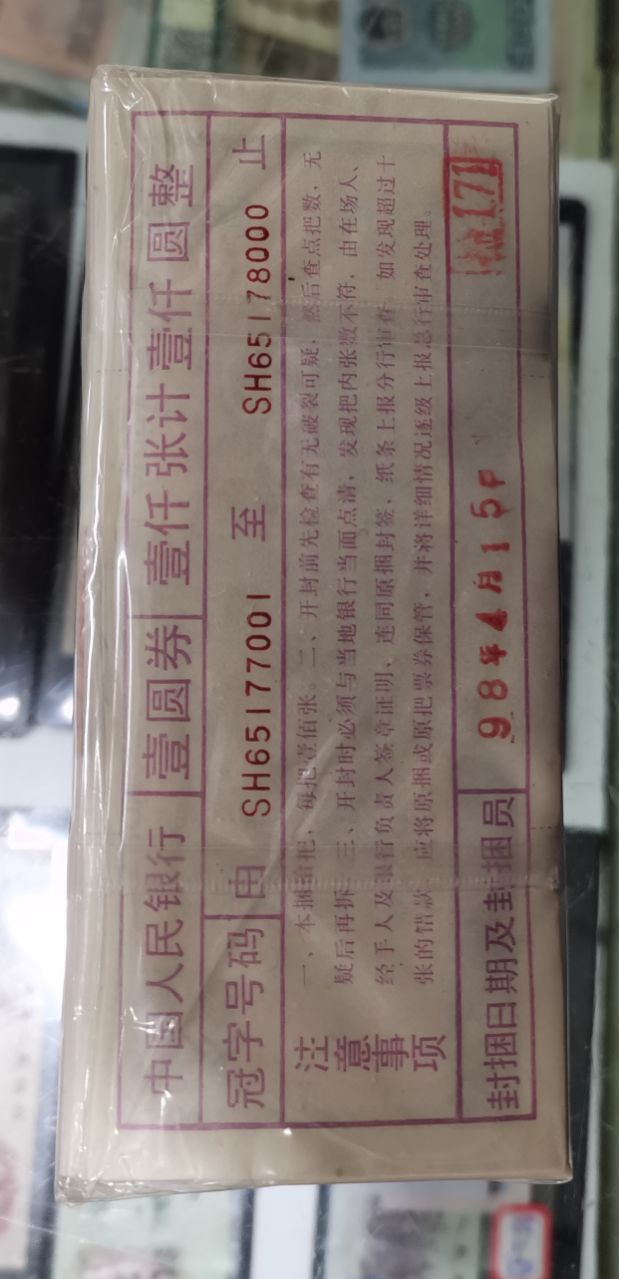 中国人民银行 壹圆券 壹仟张计壹仟圆整
冠字号码 由 SH65177001 至 SH65178000 止
注意事项
一、本捆拾把，每把壹佰张。二、开封前先检查有无破裂可疑，然后查点把数，无
疑后再拆。三、开封时必须与当地银行当面点清，发现把内张数不符，由在场人、
经手人及银行负责人签章证明、连同原捆封签，纸条上报分行审查。如发现超过十
张的错款，应将原捆或原把票券保管，并将详细情况逐级上报总行审查处理。
封捆日期及封捆员 98年4月15日 171